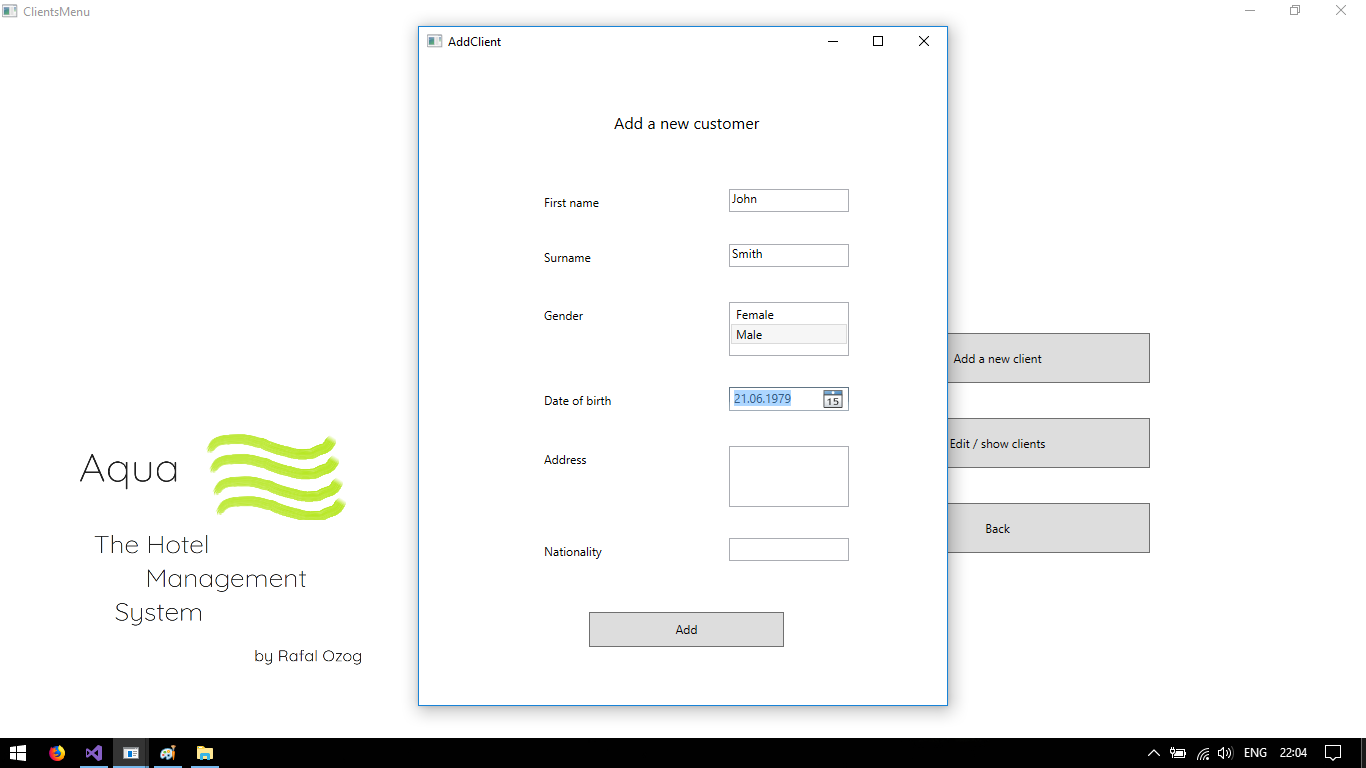 ClientsMenu
AddClient
Add a new customer
First name
John
Surname
Smith
Gender
Female
Male
Date of birth
21.06.1979
15
Address
Nationality
Add
Add a new client
Edit / show clients
Back
Aqua
The Hotel
Management
System
by Rafal Ozog
ENG
22:04